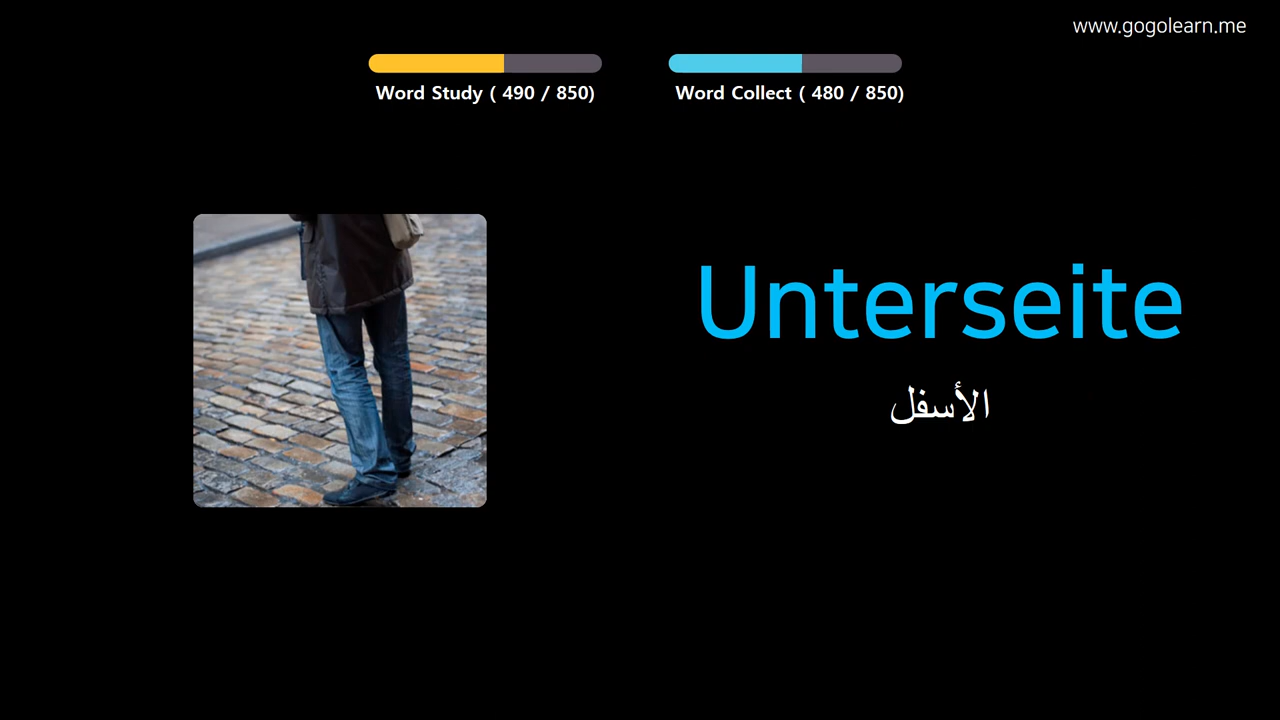 www.gogolearn.me
Word Study ( 490 / 850)
Word Collect ( 480 / 850)
Unterseite
الأسفل